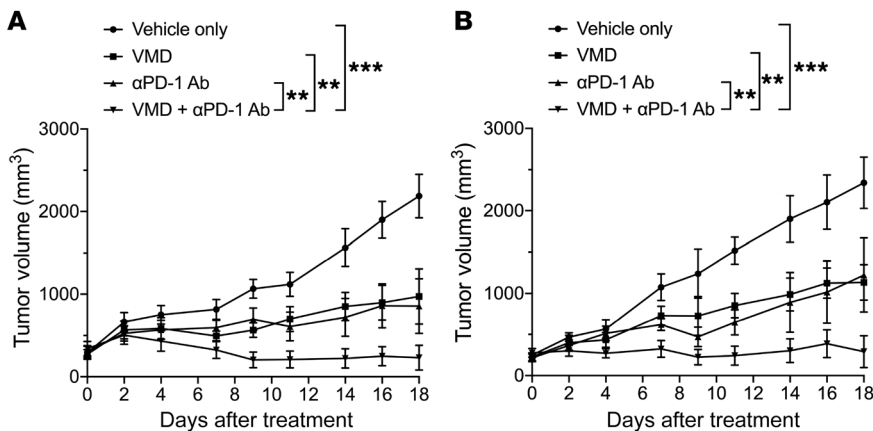 A
Vehicle only
VMD
αPD-1 Ab
VMD + αPD-1 Ab
**
**
***
Tumor volume (mm³)
3000
2000
1000
0
0 2 4 6 8 10 12 14 16 18
Days after treatment
B
Vehicle only
VMD
αPD-1 Ab
VMD + αPD-1 Ab
**
**
***
Tumor volume (mm³)
3000
2000
1000
0
0 2 4 6 8 10 12 14 16 18
Days after treatment